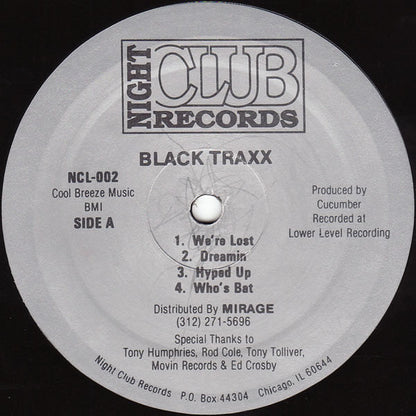 NIGHT
CLUB
RECORDS
BLACK TRAXX
NCL-002
Cool Breeze Music
BMI
SIDE A
Produced by
Cucumber
Recorded at
Lower Level Recording
1. We're Lost
2. Dreamin
3. Hyped Up
4. Who's Bat
Distributed By MIRAGE
(312) 271-5696
Special Thanks to
Tony Humphries, Rod Cole, Tony Tolliver,
Movin Records & Ed Crosby
Night Club Records P.O. Box 44304 Chicago, IL 60644